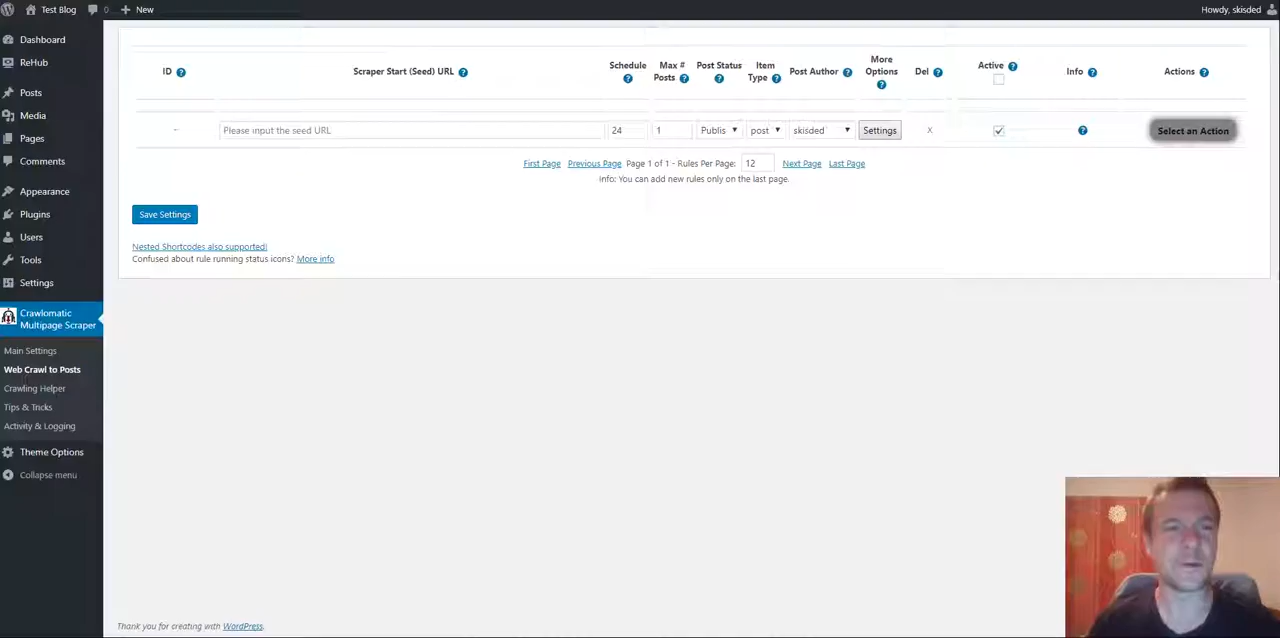 Test Blog 0 New Howdy, skisded
Dashboard
ReHub
Posts
Media
Pages
Comments
Appearance
Plugins
Users
Tools
Settings
Crawlomatic
Multipage Scraper
Main Settings
Web Crawl to Posts
Crawling Helper
Tips & Tricks
Activity & Logging
Theme Options
Collapse menu
ID Scraper Start (Seed) URL Schedule Max # Posts Post Status Item Type Post Author More Options Del Active Info Actions
Please input the seed URL 24 1 Publis post skisded Settings X Select an Action
First Page Previous Page Page 1 of 1 - Rules Per Page: 12 Next Page Last Page
Info: You can add new rules only on the last page.
Save Settings
Nested Shortcodes also supported!
Confused about rule running status icons? More info
Thank you for creating with WordPress.